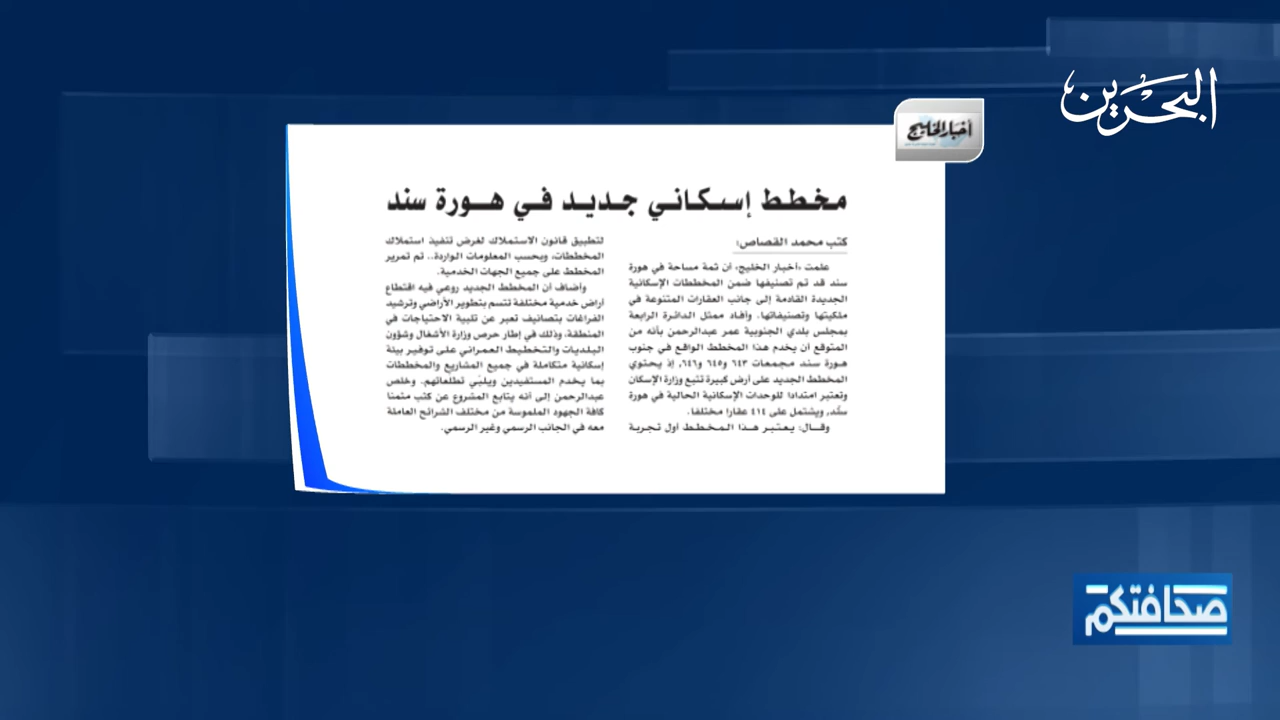 البحرين
أخبار الخليج
مخطط إسكاني جديد في هورة سند
كتب محمد القصاص:
علمت «أخبار الخليج» أن ثمة مساحة في هورة
سند قد تم تصنيفها ضمن المخططات الإسكانية
الجديدة القادمة إلى جانب العقارات المتنوعة في
ملكيتها وتصنيفاتها. وأفاد ممثل الدائرة الرابعة
بمجلس بلدي الجنوبية عمر عبدالرحمن بأنه من
المتوقع أن يخدم هذا المخطط الواقع في جنوب
هورة سند مجمعات ٦٤٣ و٦٤٥ و٦٤٦، إذ يحتوي
المخطط الجديد على أرض كبيرة تتبع وزارة الإسكان
وتعتبر امتدادا للوحدات الإسكانية الحالية في هورة
سند، ويشتمل على ٤١٤ عقارا مختلفا.
وقال: يعتبر هذا المخطط أول تجربة
لتطبيق قانون الاستملاك لغرض تنفيذ استملاك
المخططات، وبحسب المعلومات الواردة.. تم تمرير
المخطط على جميع الجهات الخدمية.
وأضاف أن المخطط الجديد روعي فيه اقتطاع
أراض خدمية مختلفة تتسم بتطوير الأراضي وترشيد
الفراغات بتصانيف تعبر عن تلبية الاحتياجات في
المنطقة، وذلك في إطار حرص وزارة الأشغال وشؤون
البلديات والتخطيط العمراني على توفير بيئة
إسكانية متكاملة في جميع المشاريع والمخططات
بما يخدم المستفيدين ويلبّي تطلعاتهم. وخلص
عبدالرحمن إلى أنه يتابع المشروع عن كثب مثمنا
كافة الجهود الملموسة من مختلف الشرائح العاملة
معه في الجانب الرسمي وغير الرسمي.
صحافتكم